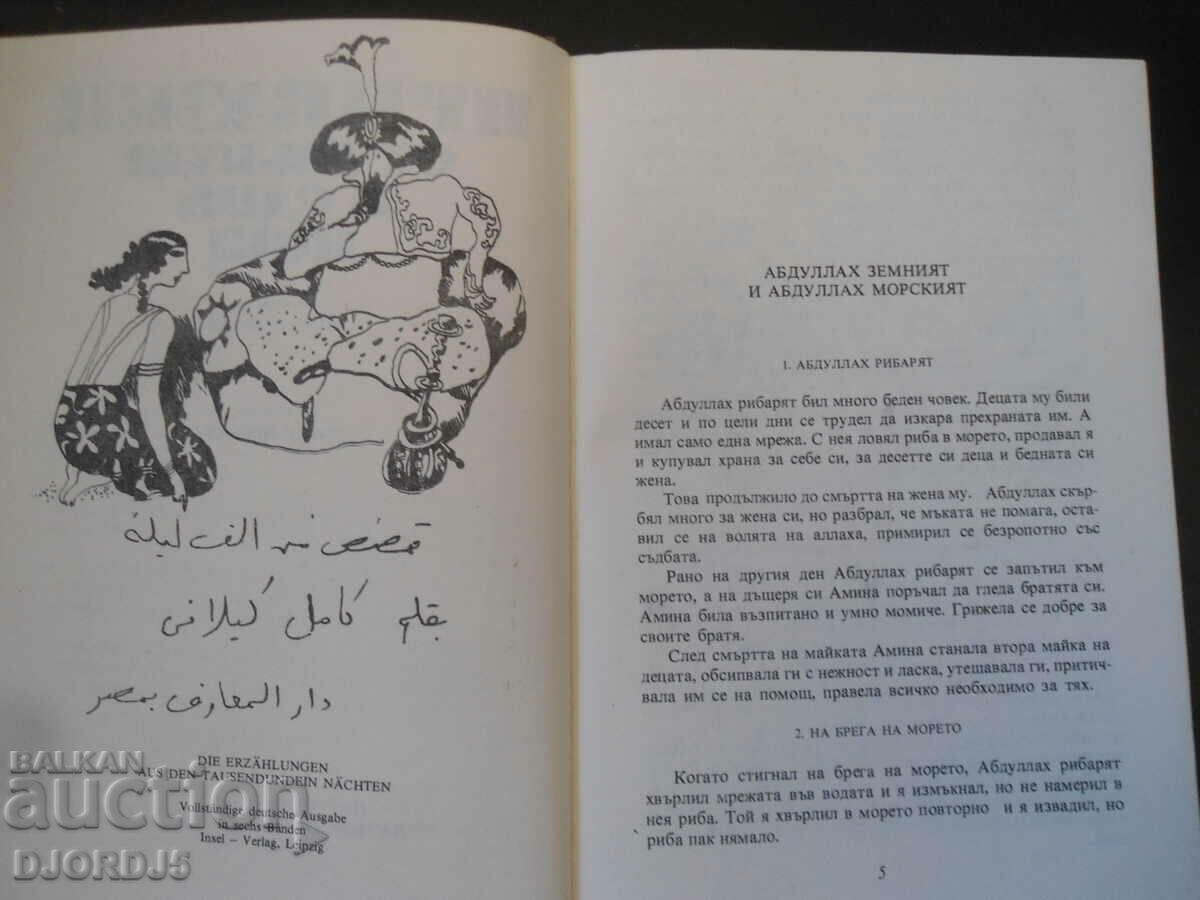 قصص من الف ليلة
بقلم كامل كيلانى
دار المعارف بمصر
DIE ERZÄHLUNGEN
AUS DEN TAUSENDUNDEIN NÄCHTEN
Vollständige deutsche Ausgabe
in sechs Bänden
Insel – Verlag, Leipzig
BALKAN
auction
DJORDJ5
АБДУЛЛАХ ЗЕМНИЯТ
И АБДУЛЛАХ МОРСКИЯТ
1. АБДУЛЛАХ РИБАРЯТ
Абдуллах рибарят бил много беден човек. Децата му били
десет и по цели дни се трудел да изкара прехраната им. А
имал само една мрежа. С нея ловял риба в морето, продавал я
и купувал храна за себе си, за десетте си деца и бедната си
жена.
Това продължило до смъртта на жена му. Абдуллах скър-
бял много за жена си, но разбрал, че мъката не помага, оста-
вил се на волята на аллаха, примирил се безропотно със
съдбата.
Рано на другия ден Абдуллах рибарят се запътил към
морето, а на дъщеря си Амина поръчал да гледа братята си.
Амина била възпитано и умно момиче. Грижела се добре за
своите братя.
След смъртта на майката Амина станала втора майка на
децата, обсипвала ги с нежност и ласка, утешавала ги, притич-
вала им се на помощ, правела всичко необходимо за тях.
2. НА БРЕГА НА МОРЕТО
Когато стигнал на брега на морето, Абдуллах рибарят
хвърлил мрежата във водата и я измъкнал, но не намерил в
нея риба. Той я хвърлил в морето повторно и я извадил, но
риба пак нямало.
5